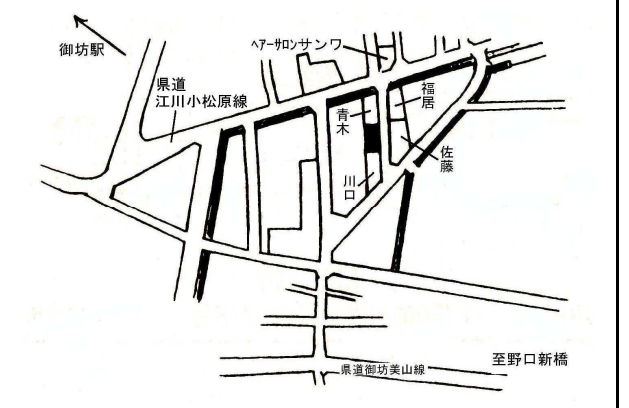 御坊駅
ヘアーサロンサンワ
県道
江川小松原線
福居
青木
佐藤
川口
至野口新橋
県道御坊美山線